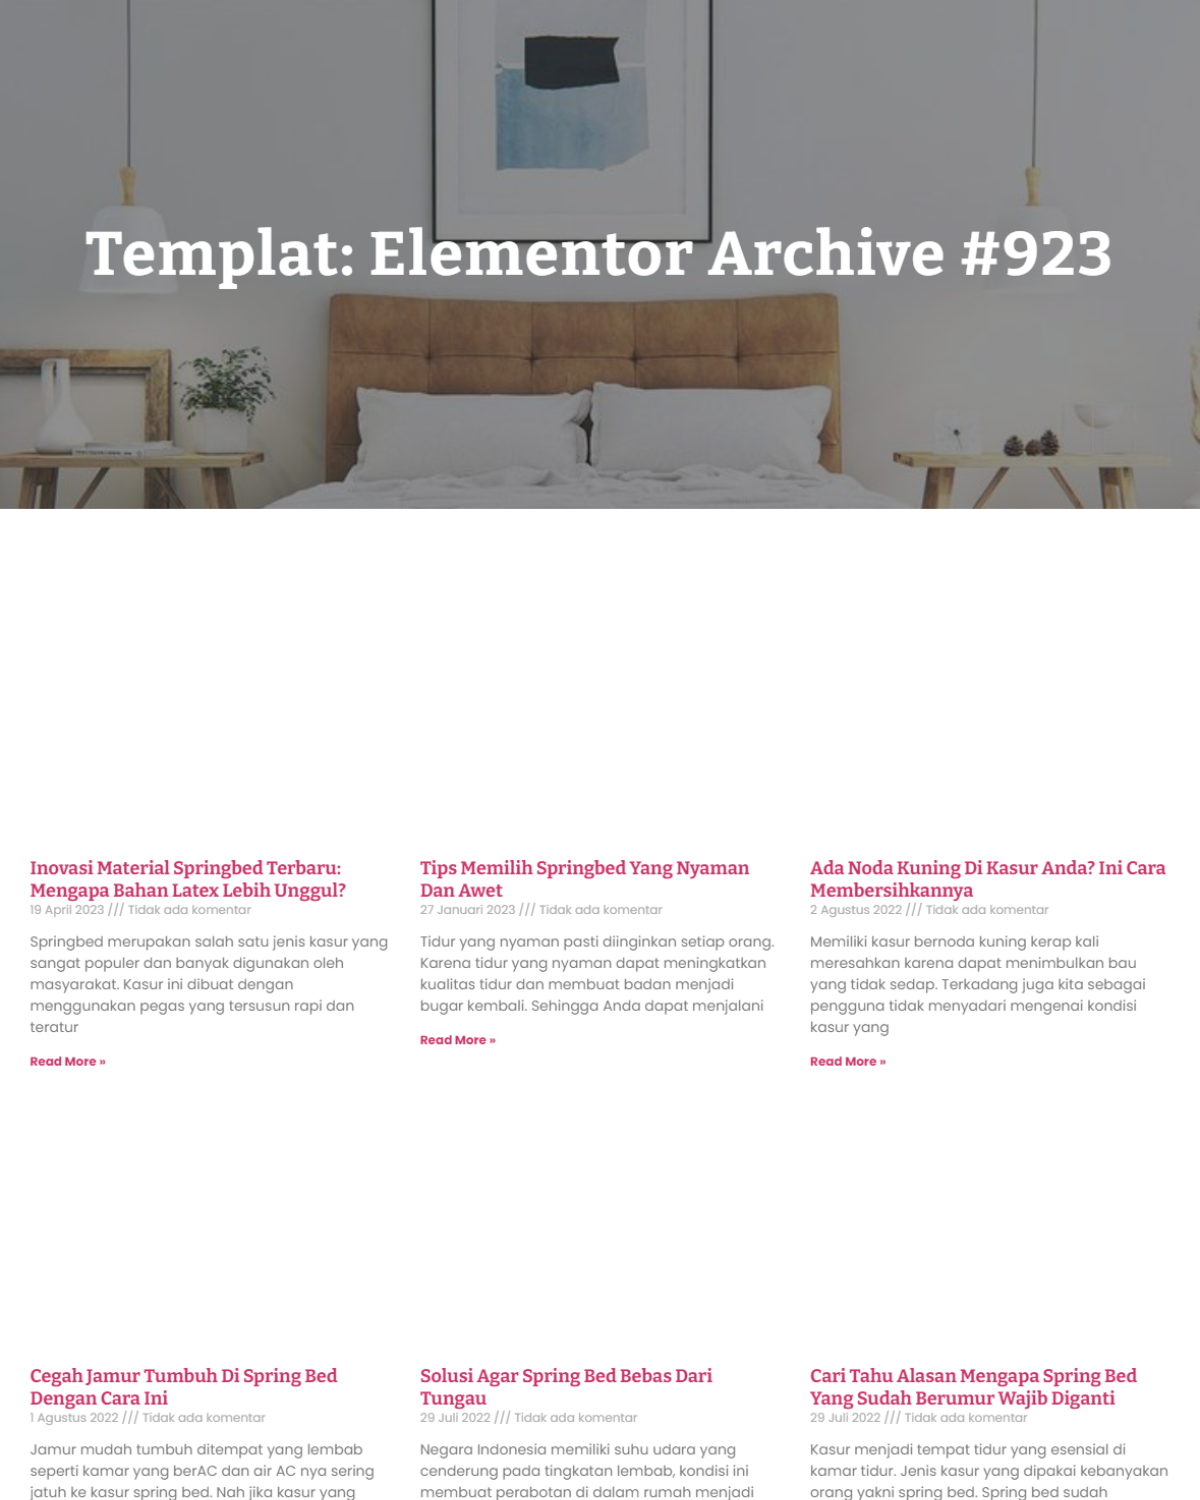 Templat: Elementor Archive #923
Inovasi Material Springbed Terbaru:
Mengapa Bahan Latex Lebih Unggul?
19 April 2023 /// Tidak ada komentar
Springbed merupakan salah satu jenis kasur yang
sangat populer dan banyak digunakan oleh
masyarakat. Kasur ini dibuat dengan
menggunakan pegas yang tersusun rapi dan
teratur
Read More »
Tips Memilih Springbed Yang Nyaman
Dan Awet
27 Januari 2023 /// Tidak ada komentar
Tidur yang nyaman pasti diinginkan setiap orang.
Karena tidur yang nyaman dapat meningkatkan
kualitas tidur dan membuat badan menjadi
bugar kembali. Sehingga Anda dapat menjalani
Read More »
Ada Noda Kuning Di Kasur Anda? Ini Cara
Membersihkannya
2 Agustus 2022 /// Tidak ada komentar
Memiliki kasur bernoda kuning kerap kali
meresahkan karena dapat menimbulkan bau
yang tidak sedap. Terkadang juga kita sebagai
pengguna tidak menyadari mengenai kondisi
kasur yang
Read More »
Cegah Jamur Tumbuh Di Spring Bed
Dengan Cara Ini
1 Agustus 2022 /// Tidak ada komentar
Jamur mudah tumbuh ditempat yang lembab
seperti kamar yang berAC dan air AC nya sering
jatuh ke kasur spring bed. Nah jika kasur yang
Solusi Agar Spring Bed Bebas Dari
Tungau
29 Juli 2022 /// Tidak ada komentar
Negara Indonesia memiliki suhu udara yang
cenderung pada tingkatan lembab, kondisi ini
membuat perabotan di dalam rumah menjadi
Cari Tahu Alasan Mengapa Spring Bed
Yang Sudah Berumur Wajib Diganti
29 Juli 2022 /// Tidak ada komentar
Kasur menjadi tempat tidur yang esensial di
kamar tidur. Jenis kasur yang dipakai kebanyakan
orang yakni spring bed. Spring bed sudah